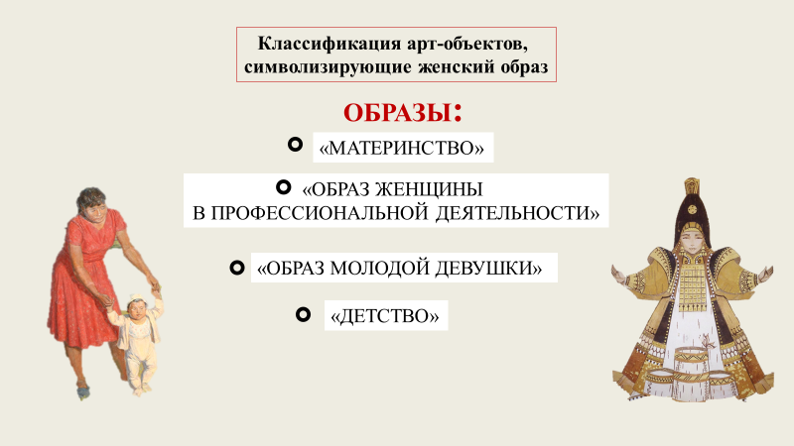 Классификация арт-объектов,
символизирующие женский образ
ОБРАЗЫ:
«МАТЕРИНСТВО»
«ОБРАЗ ЖЕНЩИНЫ
В ПРОФЕССИОНАЛЬНОЙ ДЕЯТЕЛЬНОСТИ»
«ОБРАЗ МОЛОДОЙ ДЕВУШКИ»
«ДЕТСТВО»